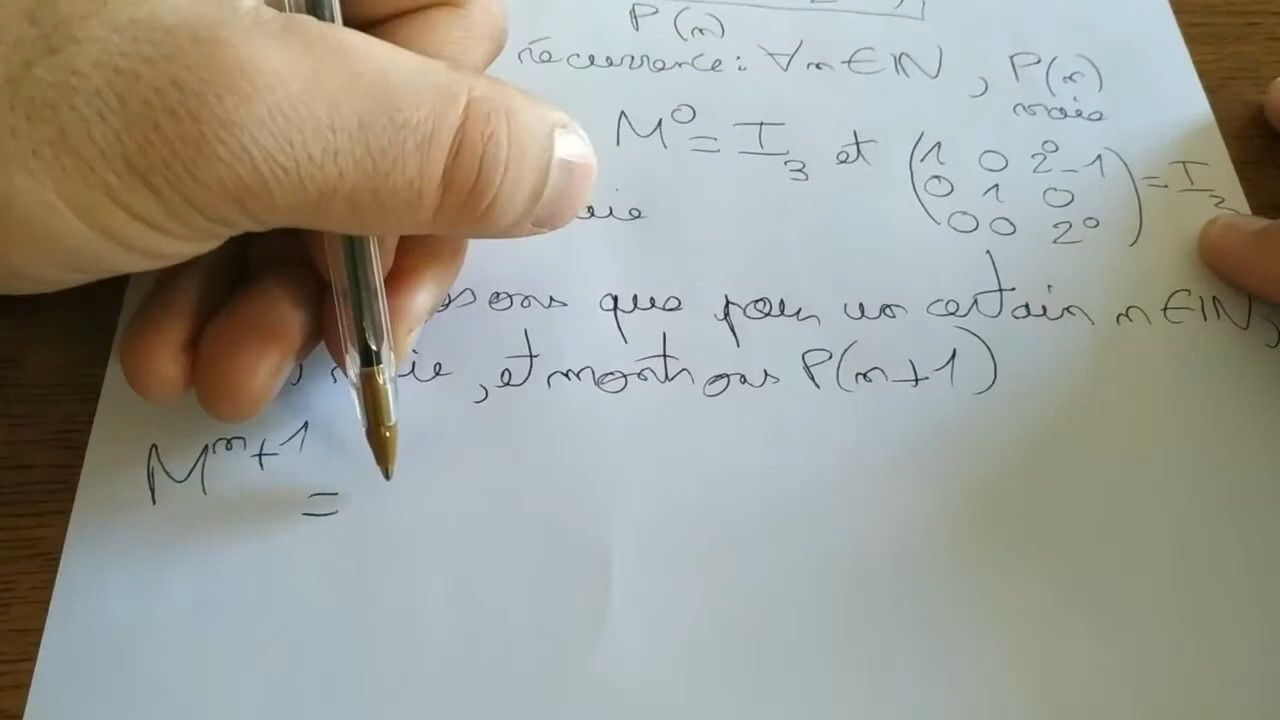 P(n)
récurrence: ∀n∈ℕ, P(n)
vraie
M⁰ = I₃ et (1 0 2⁰-1
0 1 0
0 0 2⁰) = I₃
que pour un certain n∈ℕ,
, et montrons P(n+1)
Mⁿ⁺¹ =